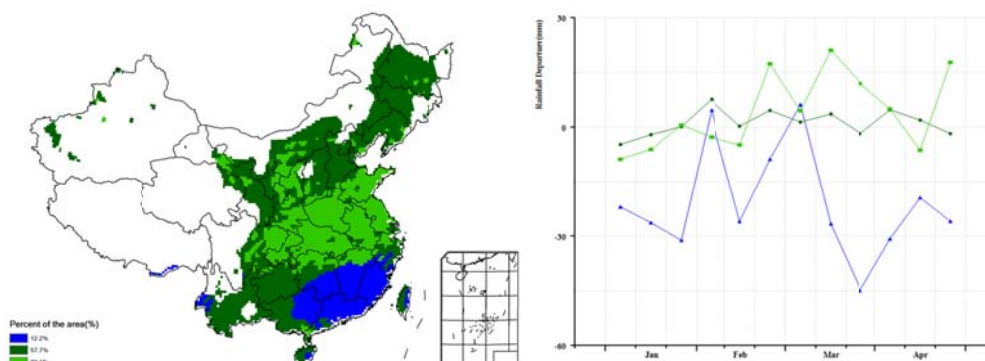 Percent of the area(%)
12.2%
57.7%
Rainfall Departure(mm)
30
0
-30
-60
Jan
Feb
Mar
Apr